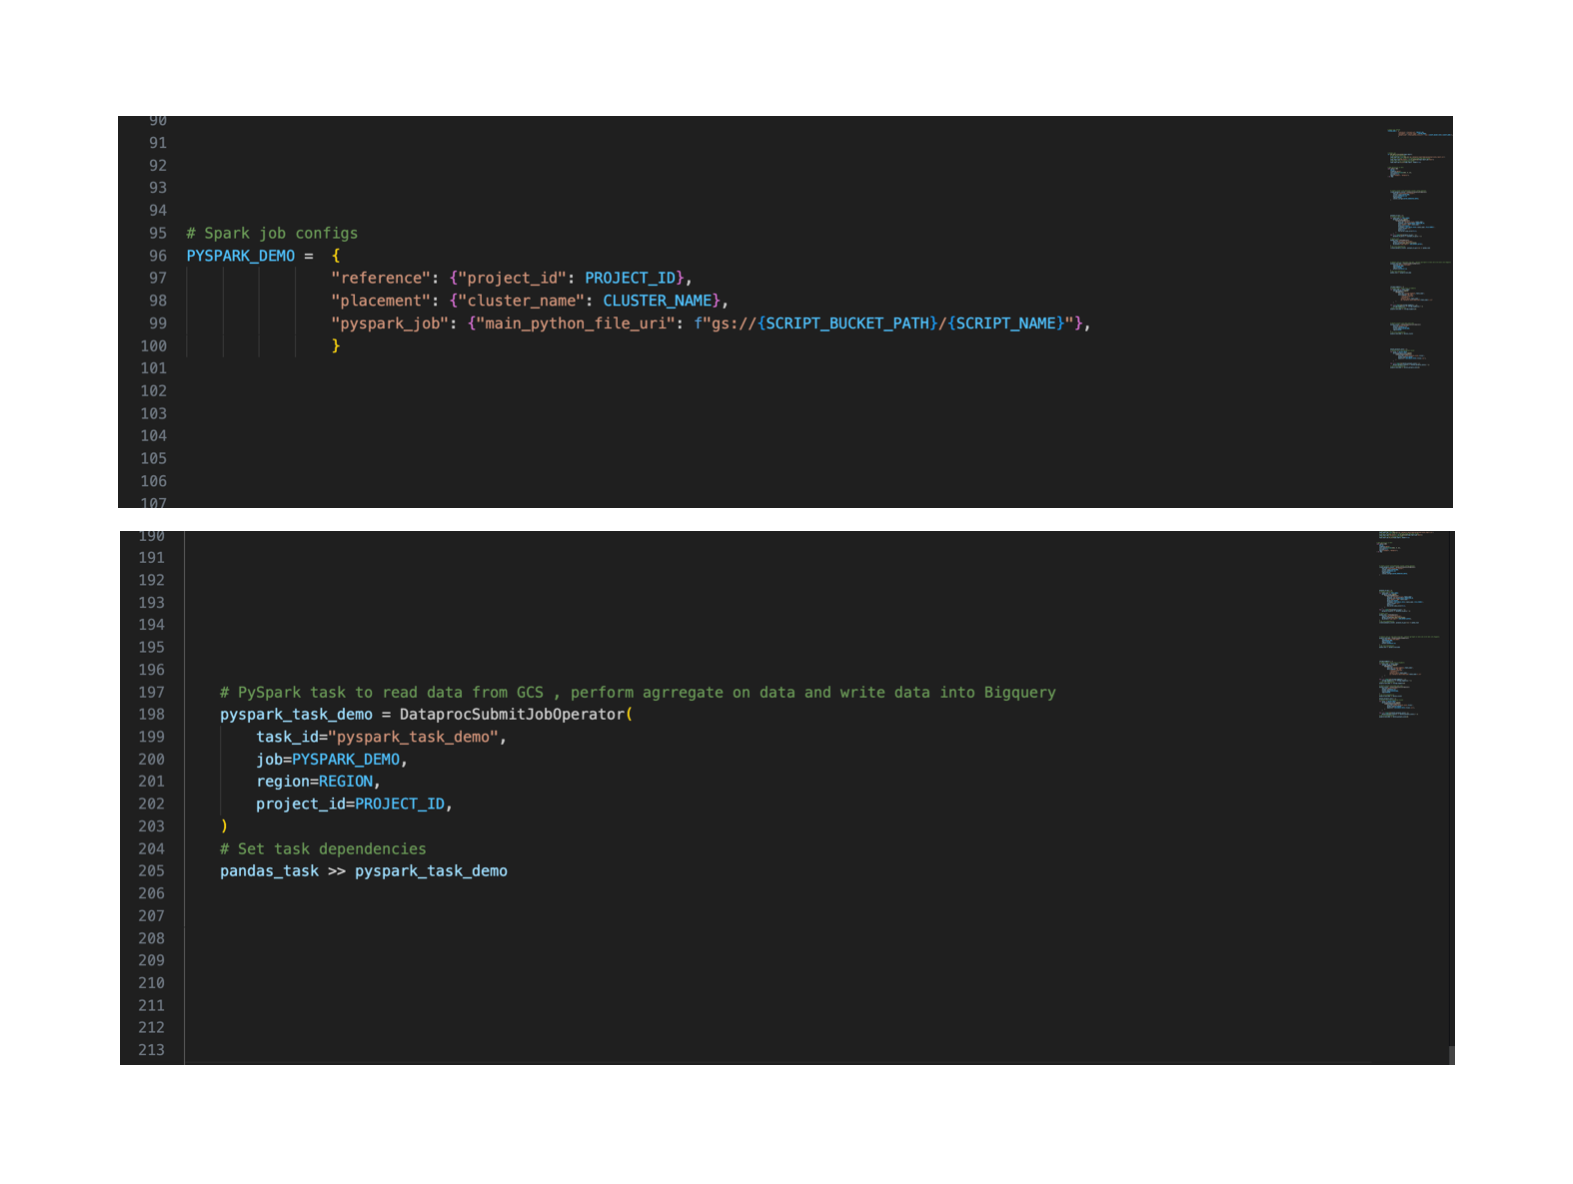 90
91
92
93
94
95 # Spark job configs
96 PYSPARK_DEMO = {
97 "reference": {"project_id": PROJECT_ID},
98 "placement": {"cluster_name": CLUSTER_NAME},
99 "pyspark_job": {"main_python_file_uri": f"gs://{SCRIPT_BUCKET_PATH}/{SCRIPT_NAME}"},
100 }
101
102
103
104
105
106
107
190
191
192
193
194
195
196
197 # PySpark task to read data from GCS , perform agrregate on data and write data into Bigquery
198 pyspark_task_demo = DataprocSubmitJobOperator(
199 task_id="pyspark_task_demo",
200 job=PYSPARK_DEMO,
201 region=REGION,
202 project_id=PROJECT_ID,
203 )
204 # Set task dependencies
205 pandas_task >> pyspark_task_demo
206
207
208
209
210
211
212
213